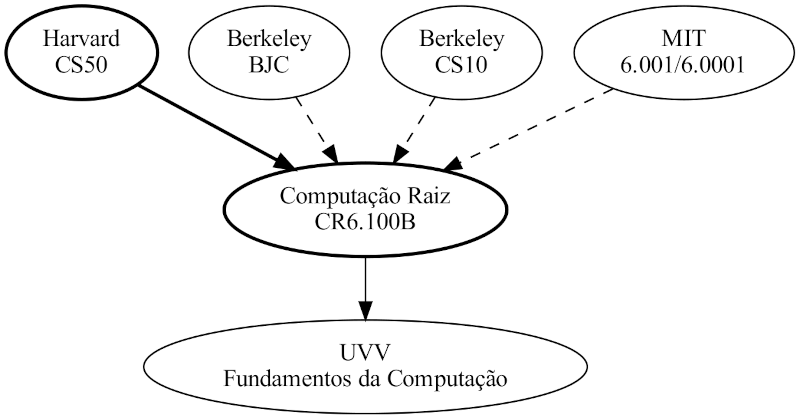 Harvard
CS50
Berkeley
BJC
Berkeley
CS10
MIT
6.001/6.0001
Computação Raiz
CR6.100B
UVV
Fundamentos da Computação